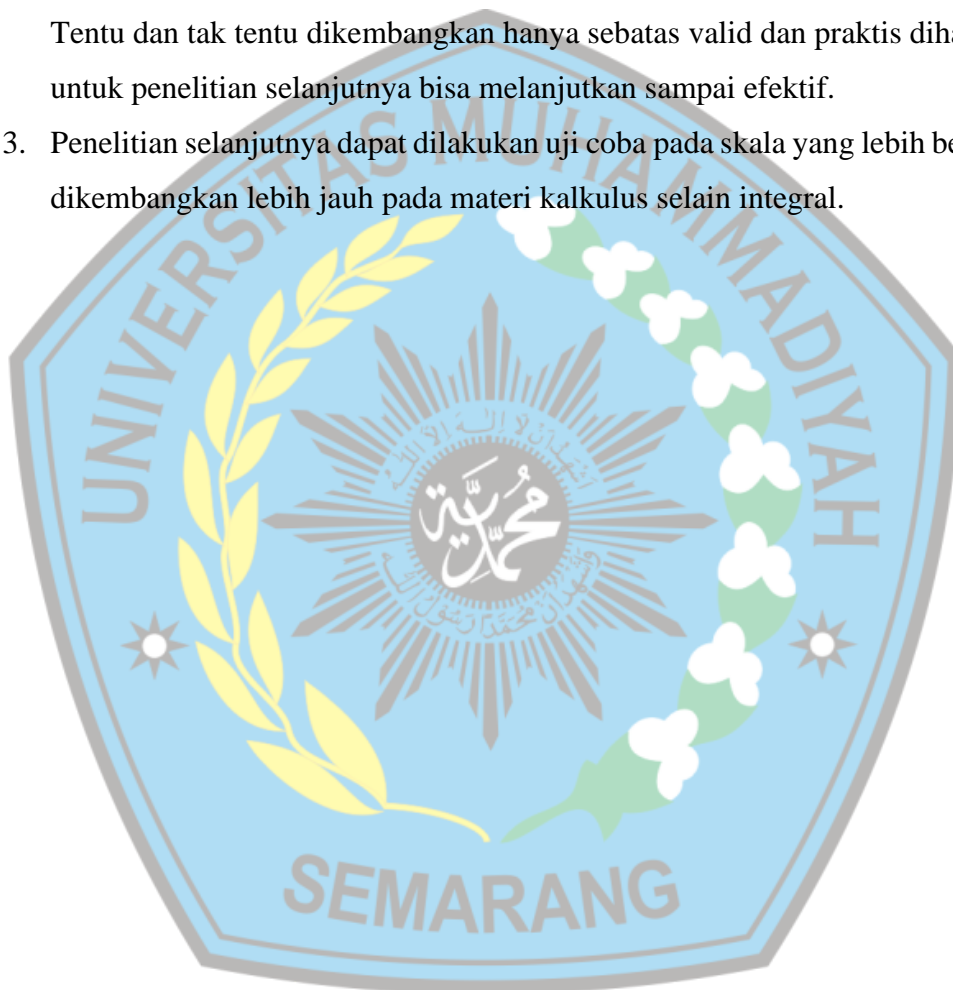 Tentu dan tak tentu dikembangkan hanya sebatas valid dan praktis
untuk penelitian selanjutnya bisa melanjutkan sampai efektif.
3. Penelitian selanjutnya dapat dilakukan uji coba pada skala yang lebih
dikembangkan lebih jauh pada materi kalkulus selain integral.
UNIVERSITAS MUHAMMADIYAH
محمدية
SEMARANG